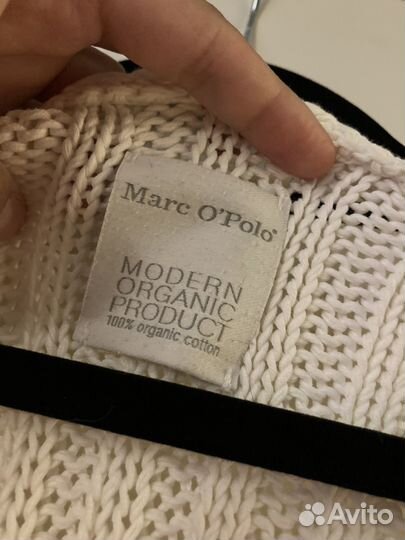 Marc O'Polo®
MODERN
ORGANIC
PRODUCT
100% organic cotton
Avito